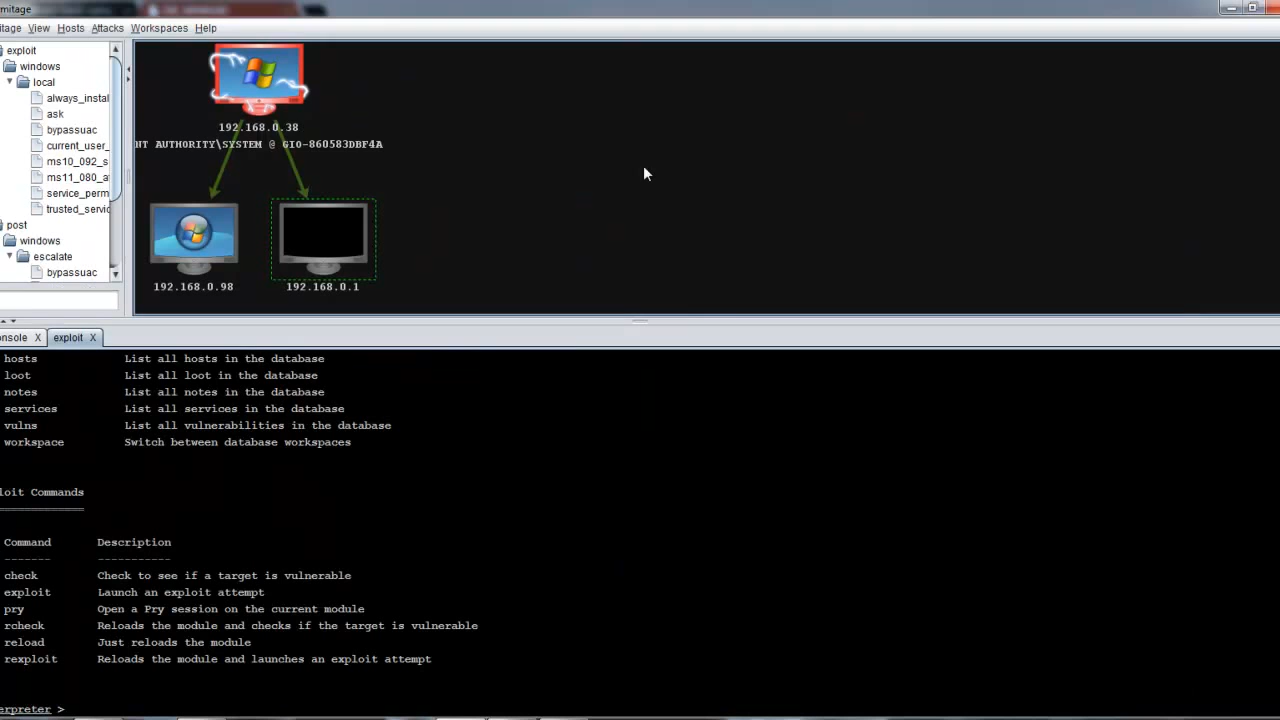 mitage
itage View Hosts Attacks Workspaces Help
exploit
windows
local
always_instal
ask
bypassuac
current_user_
ms10_092_s
ms11_080_a
service_perm
trusted_servic
post
windows
escalate
bypassuac
192.168.0.38
NT AUTHORITY\SYSTEM @ GIO-860583DBF4A
192.168.0.98
192.168.0.1
onsole X exploit X
hosts List all hosts in the database
loot List all loot in the database
notes List all notes in the database
services List all services in the database
vulns List all vulnerabilities in the database
workspace Switch between database workspaces
loit Commands
=============
Command Description
------- -----------
check Check to see if a target is vulnerable
exploit Launch an exploit attempt
pry Open a Pry session on the current module
rcheck Reloads the module and checks if the target is vulnerable
reload Just reloads the module
rexploit Reloads the module and launches an exploit attempt
erpreter >